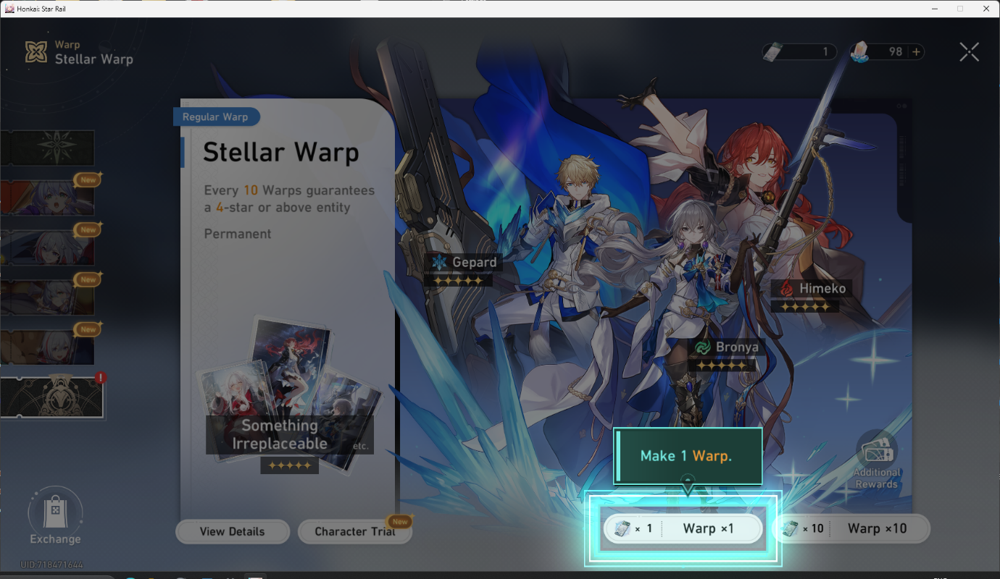 Honkai: Star Rail
Warp
Stellar Warp
1
98 +
Regular Warp
Stellar Warp
Every 10 Warps guarantees
a 4-star or above entity
Permanent
New
New
New
New
Gepard
Himeko
Bronya
Something
Irreplaceable
etc.
Make 1 Warp.
Additional
Rewards
Exchange
View Details
New
Character Trial
× 1
Warp ×1
× 10
Warp ×10
UID:718471644